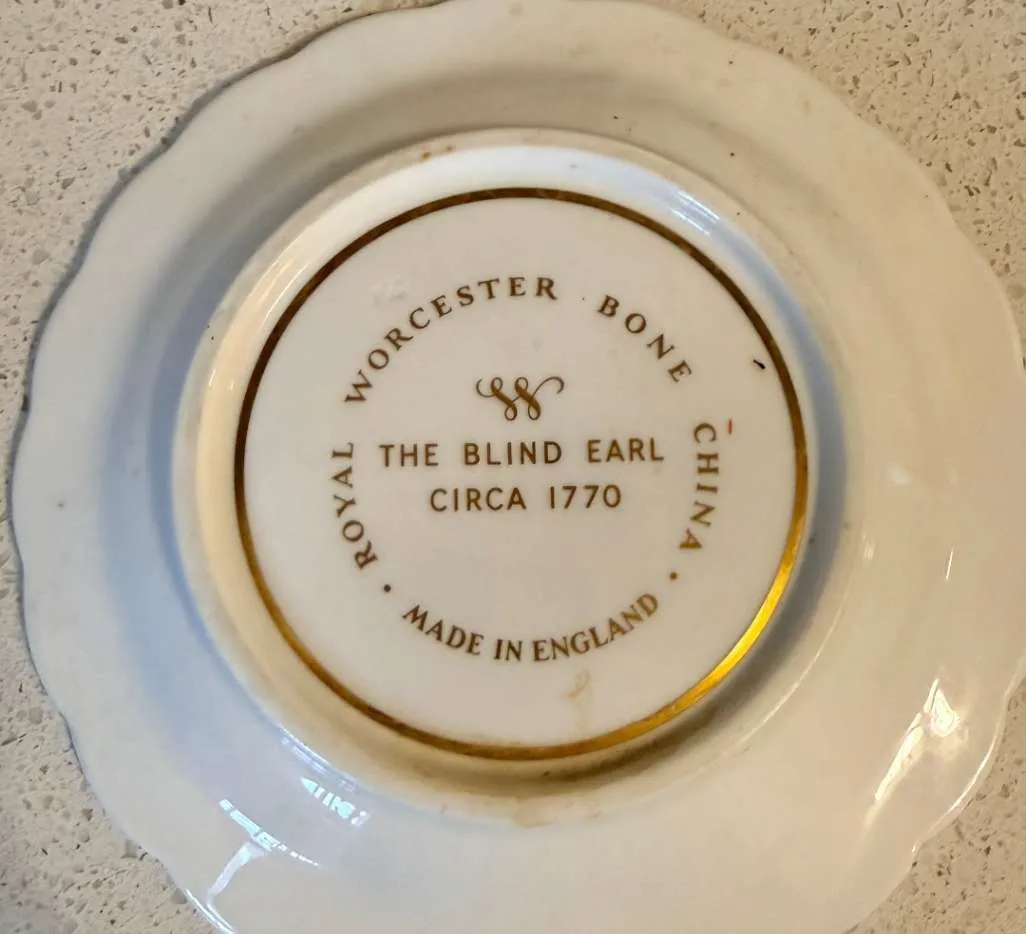 ROYAL WORCESTER BONE CHINA
W
THE BLIND EARL
CIRCA 1770
• MADE IN ENGLAND •